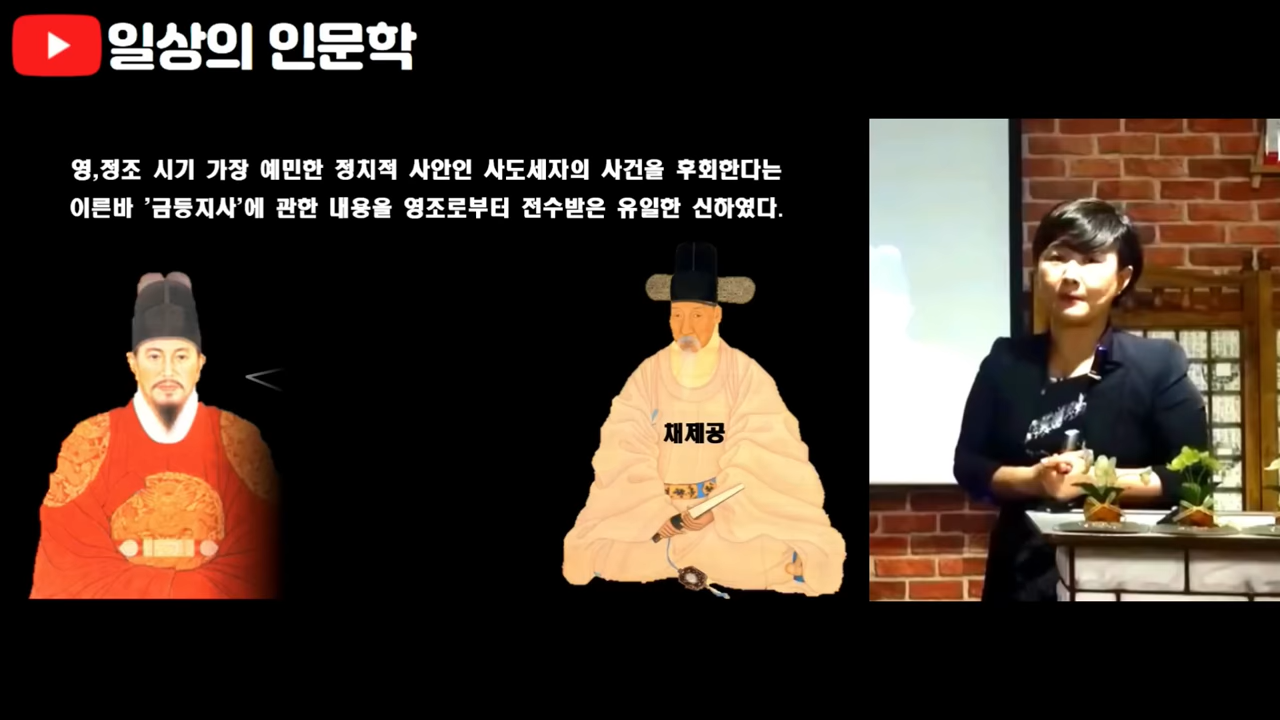 일상의 인문학
영,정조 시기 가장 예민한 정치적 사안인 사도세자의 사건을 후회한다는
이른바 '금등지사'에 관한 내용을 영조로부터 전수받은 유일한 신하였다.
채제공